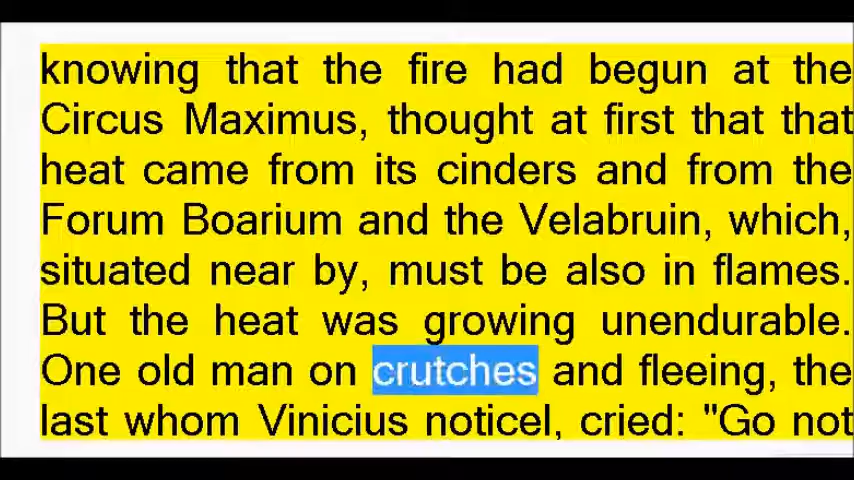 knowing that the fire had begun at the
Circus Maximus, thought at first that that
heat came from its cinders and from the
Forum Boarium and the Velabruin, which,
situated near by, must be also in flames.
But the heat was growing unendurable.
One old man on crutches and fleeing, the
last whom Vinicius noticel, cried: "Go not